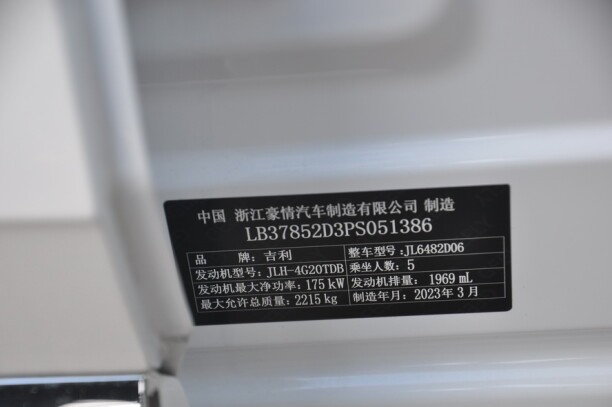 中国 浙江豪情汽车制造有限公司 制造
LB37852D3PS051386
品 牌：吉利 整车型号：JL6482D06
发动机型号：JLH-4G20TDB 乘坐人数：5
发动机最大净功率：175 kW 发动机排量：1969 mL
最大允许总质量：2215 kg 制造年月：2023年3月